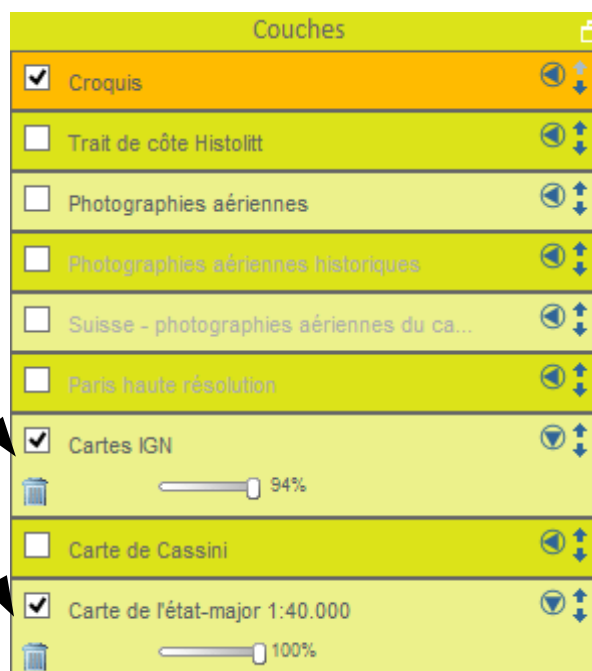 Couches
Croquis
Trait de côte Histolitt
Photographies aériennes
Photographies aériennes historiques
Suisse - photographies aériennes du ca...
Paris haute résolution
Cartes IGN
94%
Carte de Cassini
Carte de l'état-major 1:40.000
100%